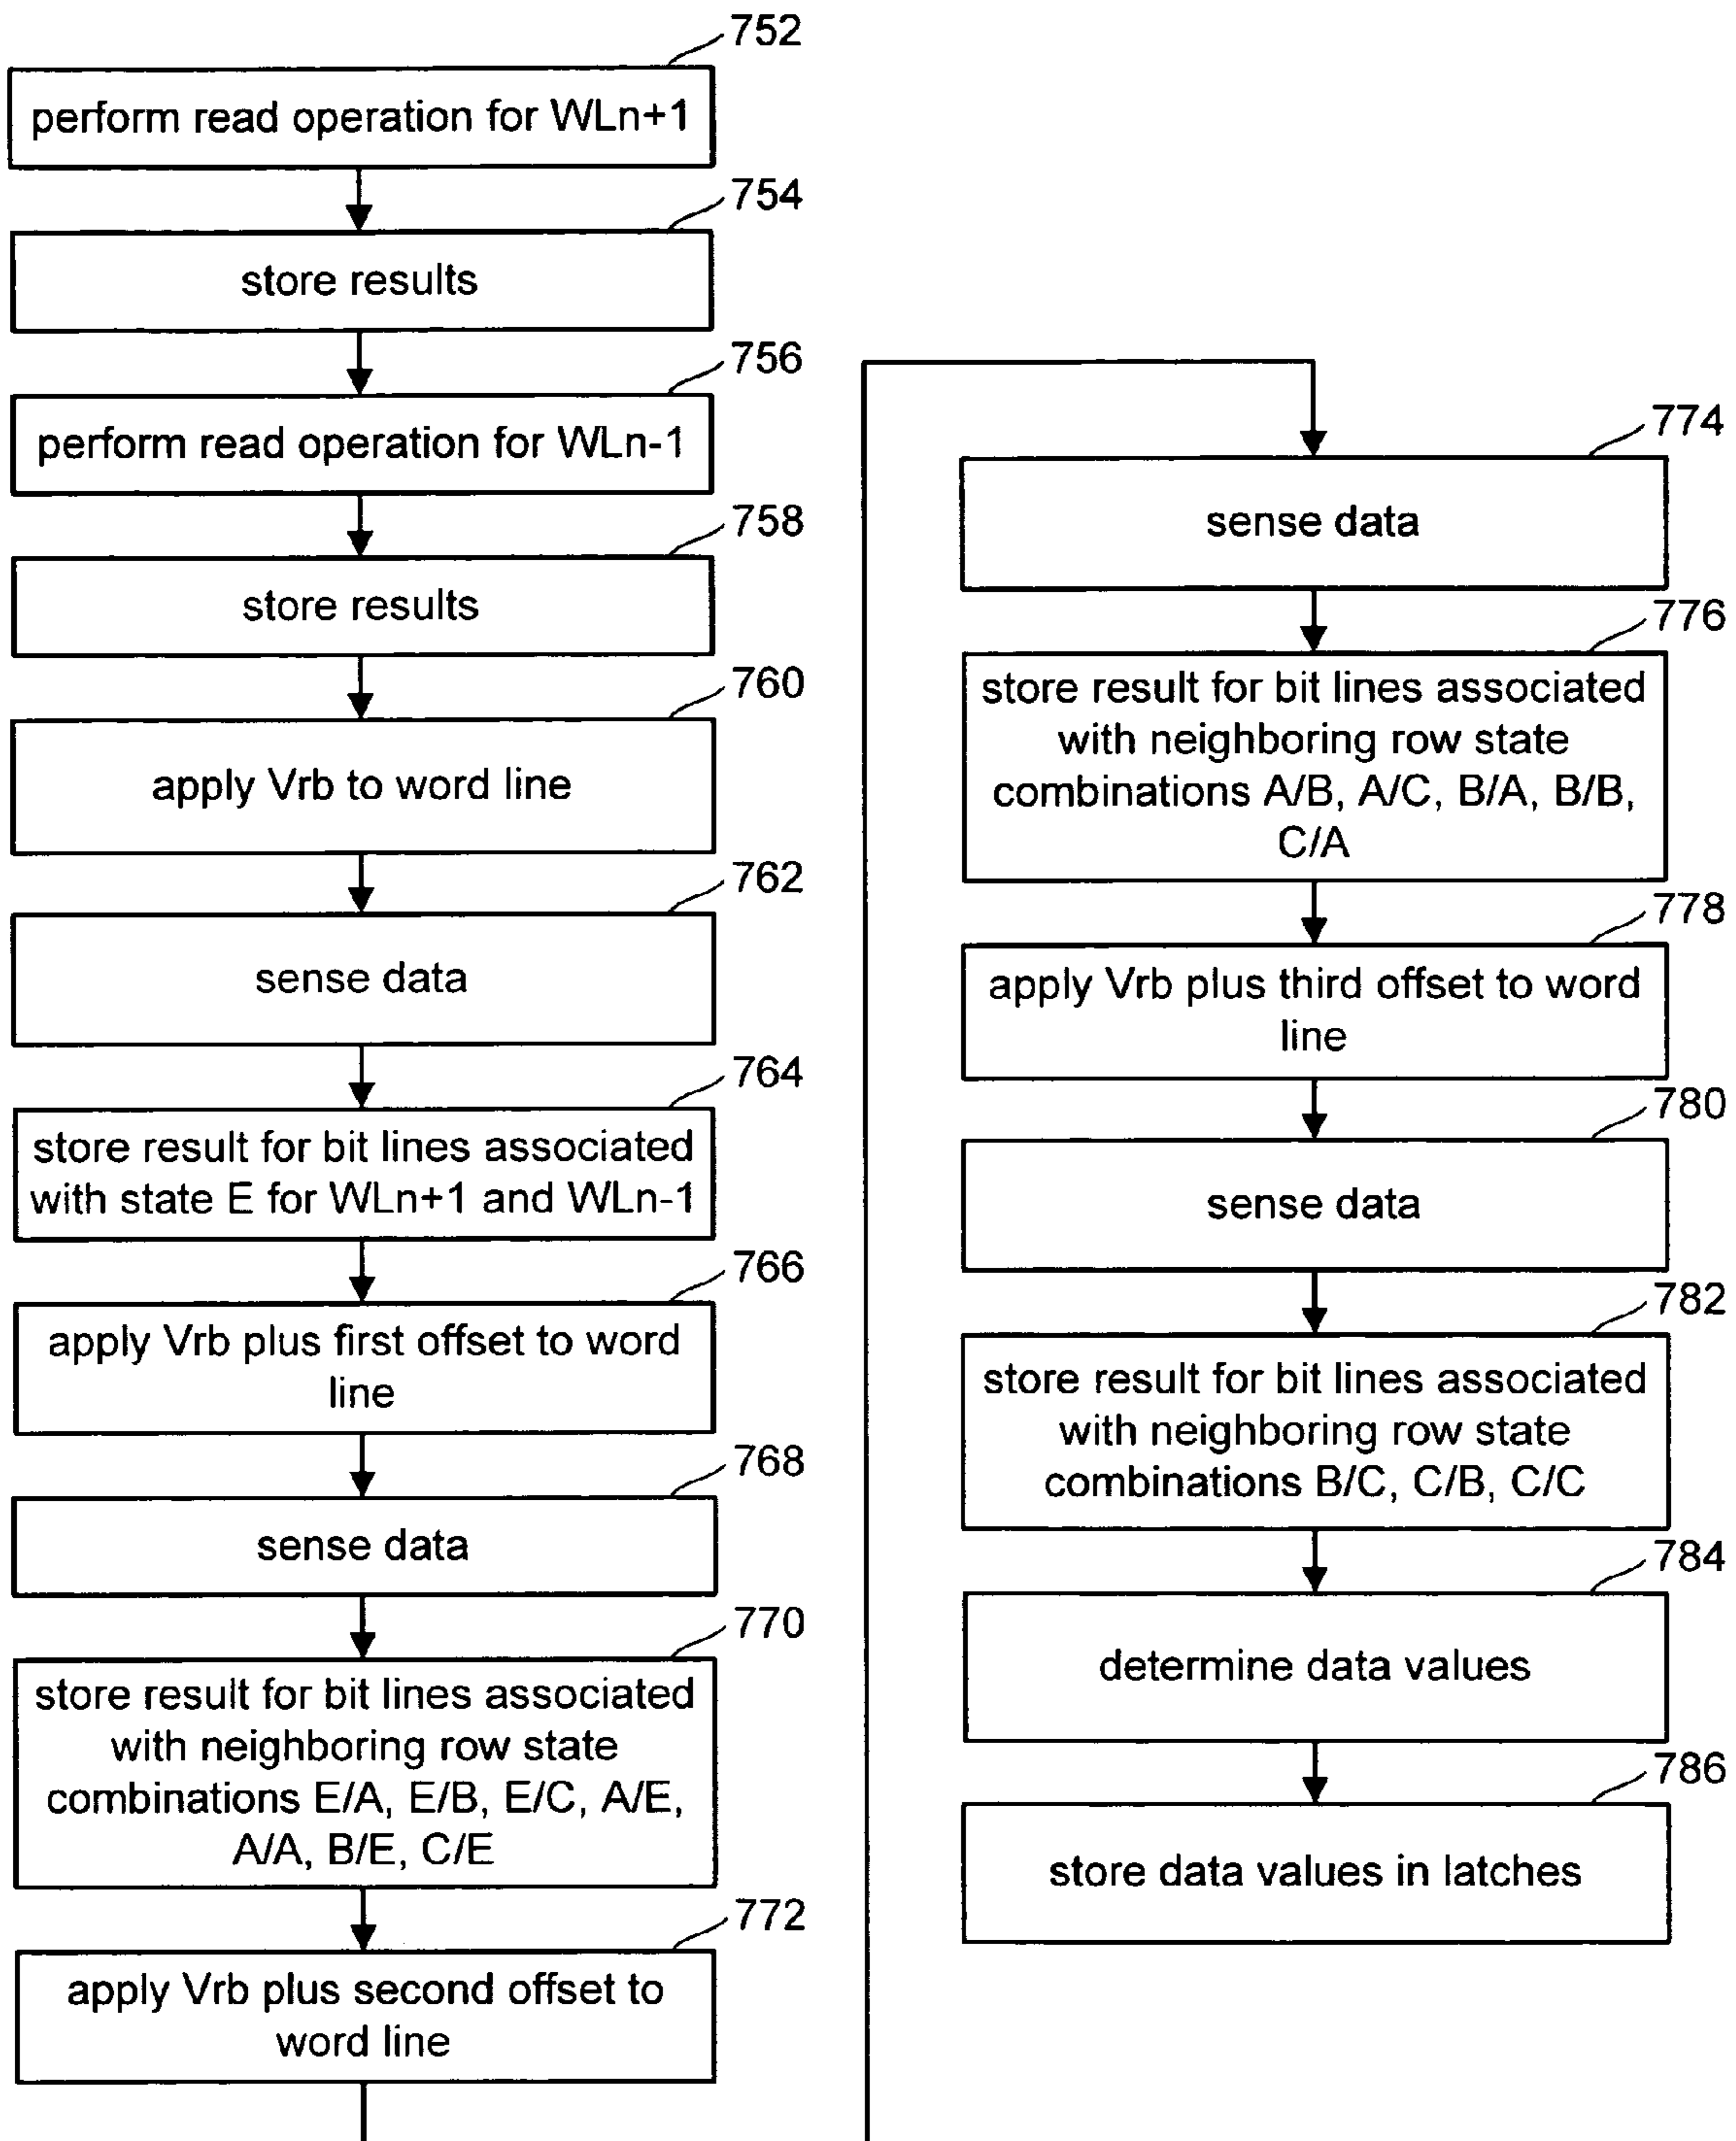 752
perform read operation for WLn+1
754
store results
756
perform read operation for WLn-1
758
store results
760
apply Vrb to word line
762
sense data
764
store result for bit lines associated
with state E for WLn+1 and WLn-1
766
apply Vrb plus first offset to word
line
768
sense data
770
store result for bit lines associated
with neighboring row state
combinations E/A, E/B, E/C, A/E,
A/A, B/E, C/E
772
apply Vrb plus second offset to
word line
774
sense data
776
store result for bit lines associated
with neighboring row state
combinations A/B, A/C, B/A, B/B,
C/A
778
apply Vrb plus third offset to word
line
780
sense data
782
store result for bit lines associated
with neighboring row state
combinations B/C, C/B, C/C
784
determine data values
786
store data values in latches